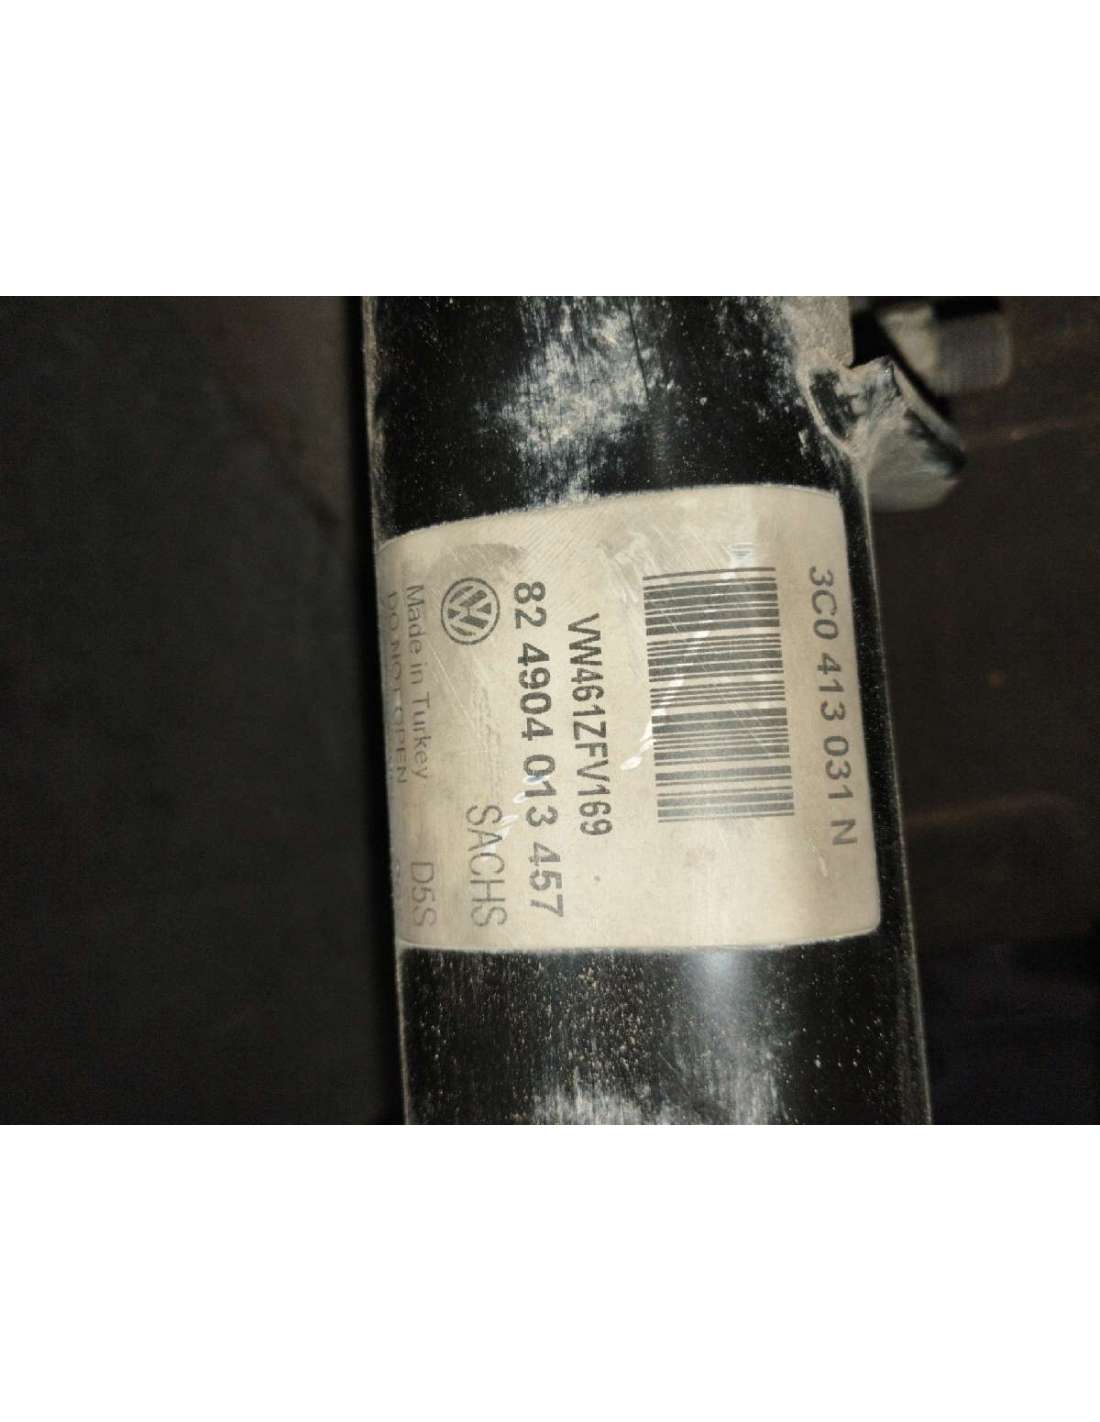 3C0 413 031 N
VW461ZFV169
82 4904 013 457
SACHS
Made in Turkey
D5S
DO NOT OPEN